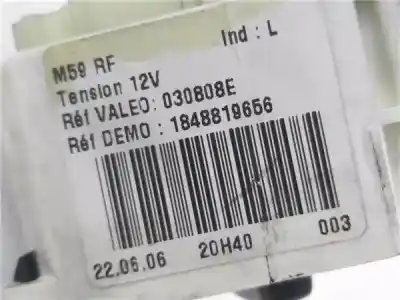 Ind : L
M59 RF
Tension 12V
Réf VALEO: 030808E
Réf DEMO : 1848819656
22.06.06 20H40 003